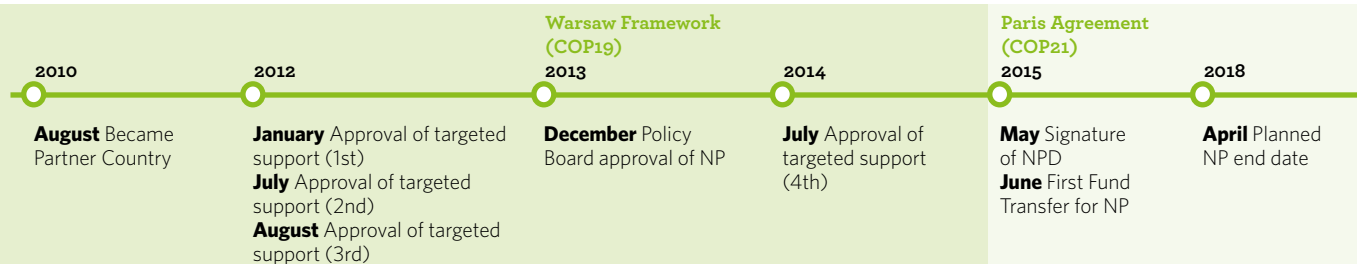 Warsaw Framework
(COP19)
Paris Agreement
(COP21)
2010
2012
2013
2014
2015
2018
August Became
Partner Country
January Approval of targeted
support (1st)
July Approval of targeted
support (2nd)
August Approval of targeted
support (3rd)
December Policy
Board approval of NP
July Approval of
targeted support
(4th)
May Signature
of NPD
June First Fund
Transfer for NP
April Planned
NP end date